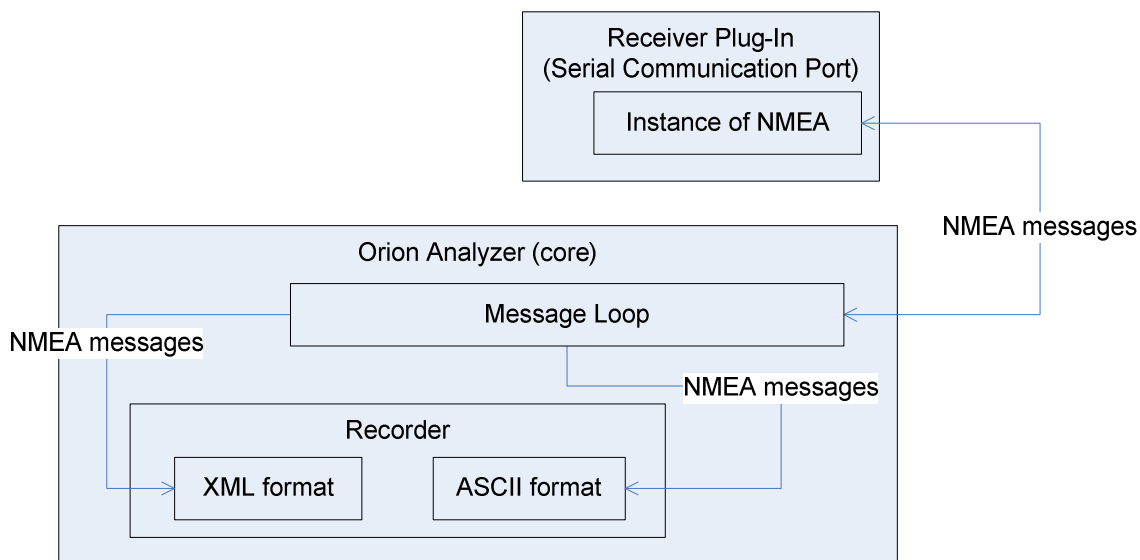 Receiver Plug-In
(Serial Communication Port)
Instance of NMEA
NMEA messages
Orion Analyzer (core)
Message Loop
NMEA messages
NMEA messages
Recorder
XML format
ASCII format